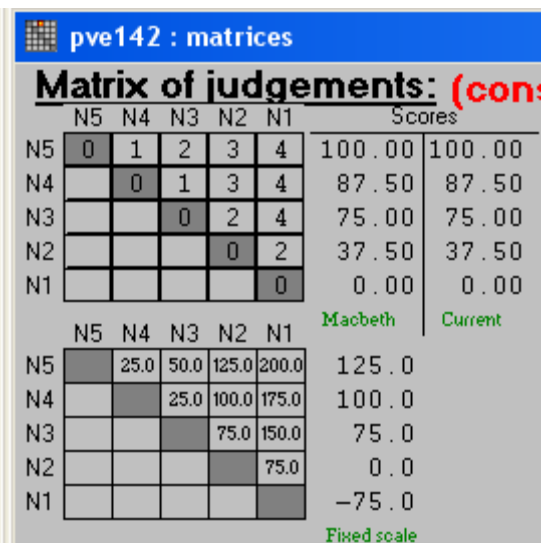 pve142 : matrices
Matrix of judgements: (cons
N5 N4 N3 N2 N1 Scores
N5 0 1 2 3 4 100.00 100.00
N4 0 1 3 4 87.50 87.50
N3 0 2 4 75.00 75.00
N2 0 2 37.50 37.50
N1 0 0.00 0.00
Macbeth Current
N5 N4 N3 N2 N1
N5 25.0 50.0 125.0 200.0 125.0
N4 25.0 100.0 175.0 100.0
N3 75.0 150.0 75.0
N2 75.0 0.0
N1 -75.0
Fixed scale